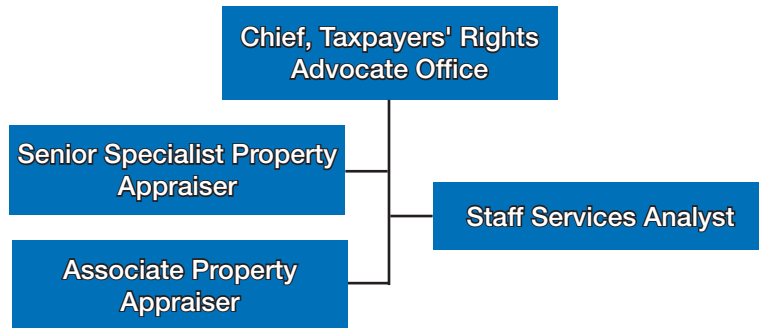 Chief, Taxpayers' Rights
Advocate Office
Senior Specialist Property
Appraiser
Staff Services Analyst
Associate Property
Appraiser